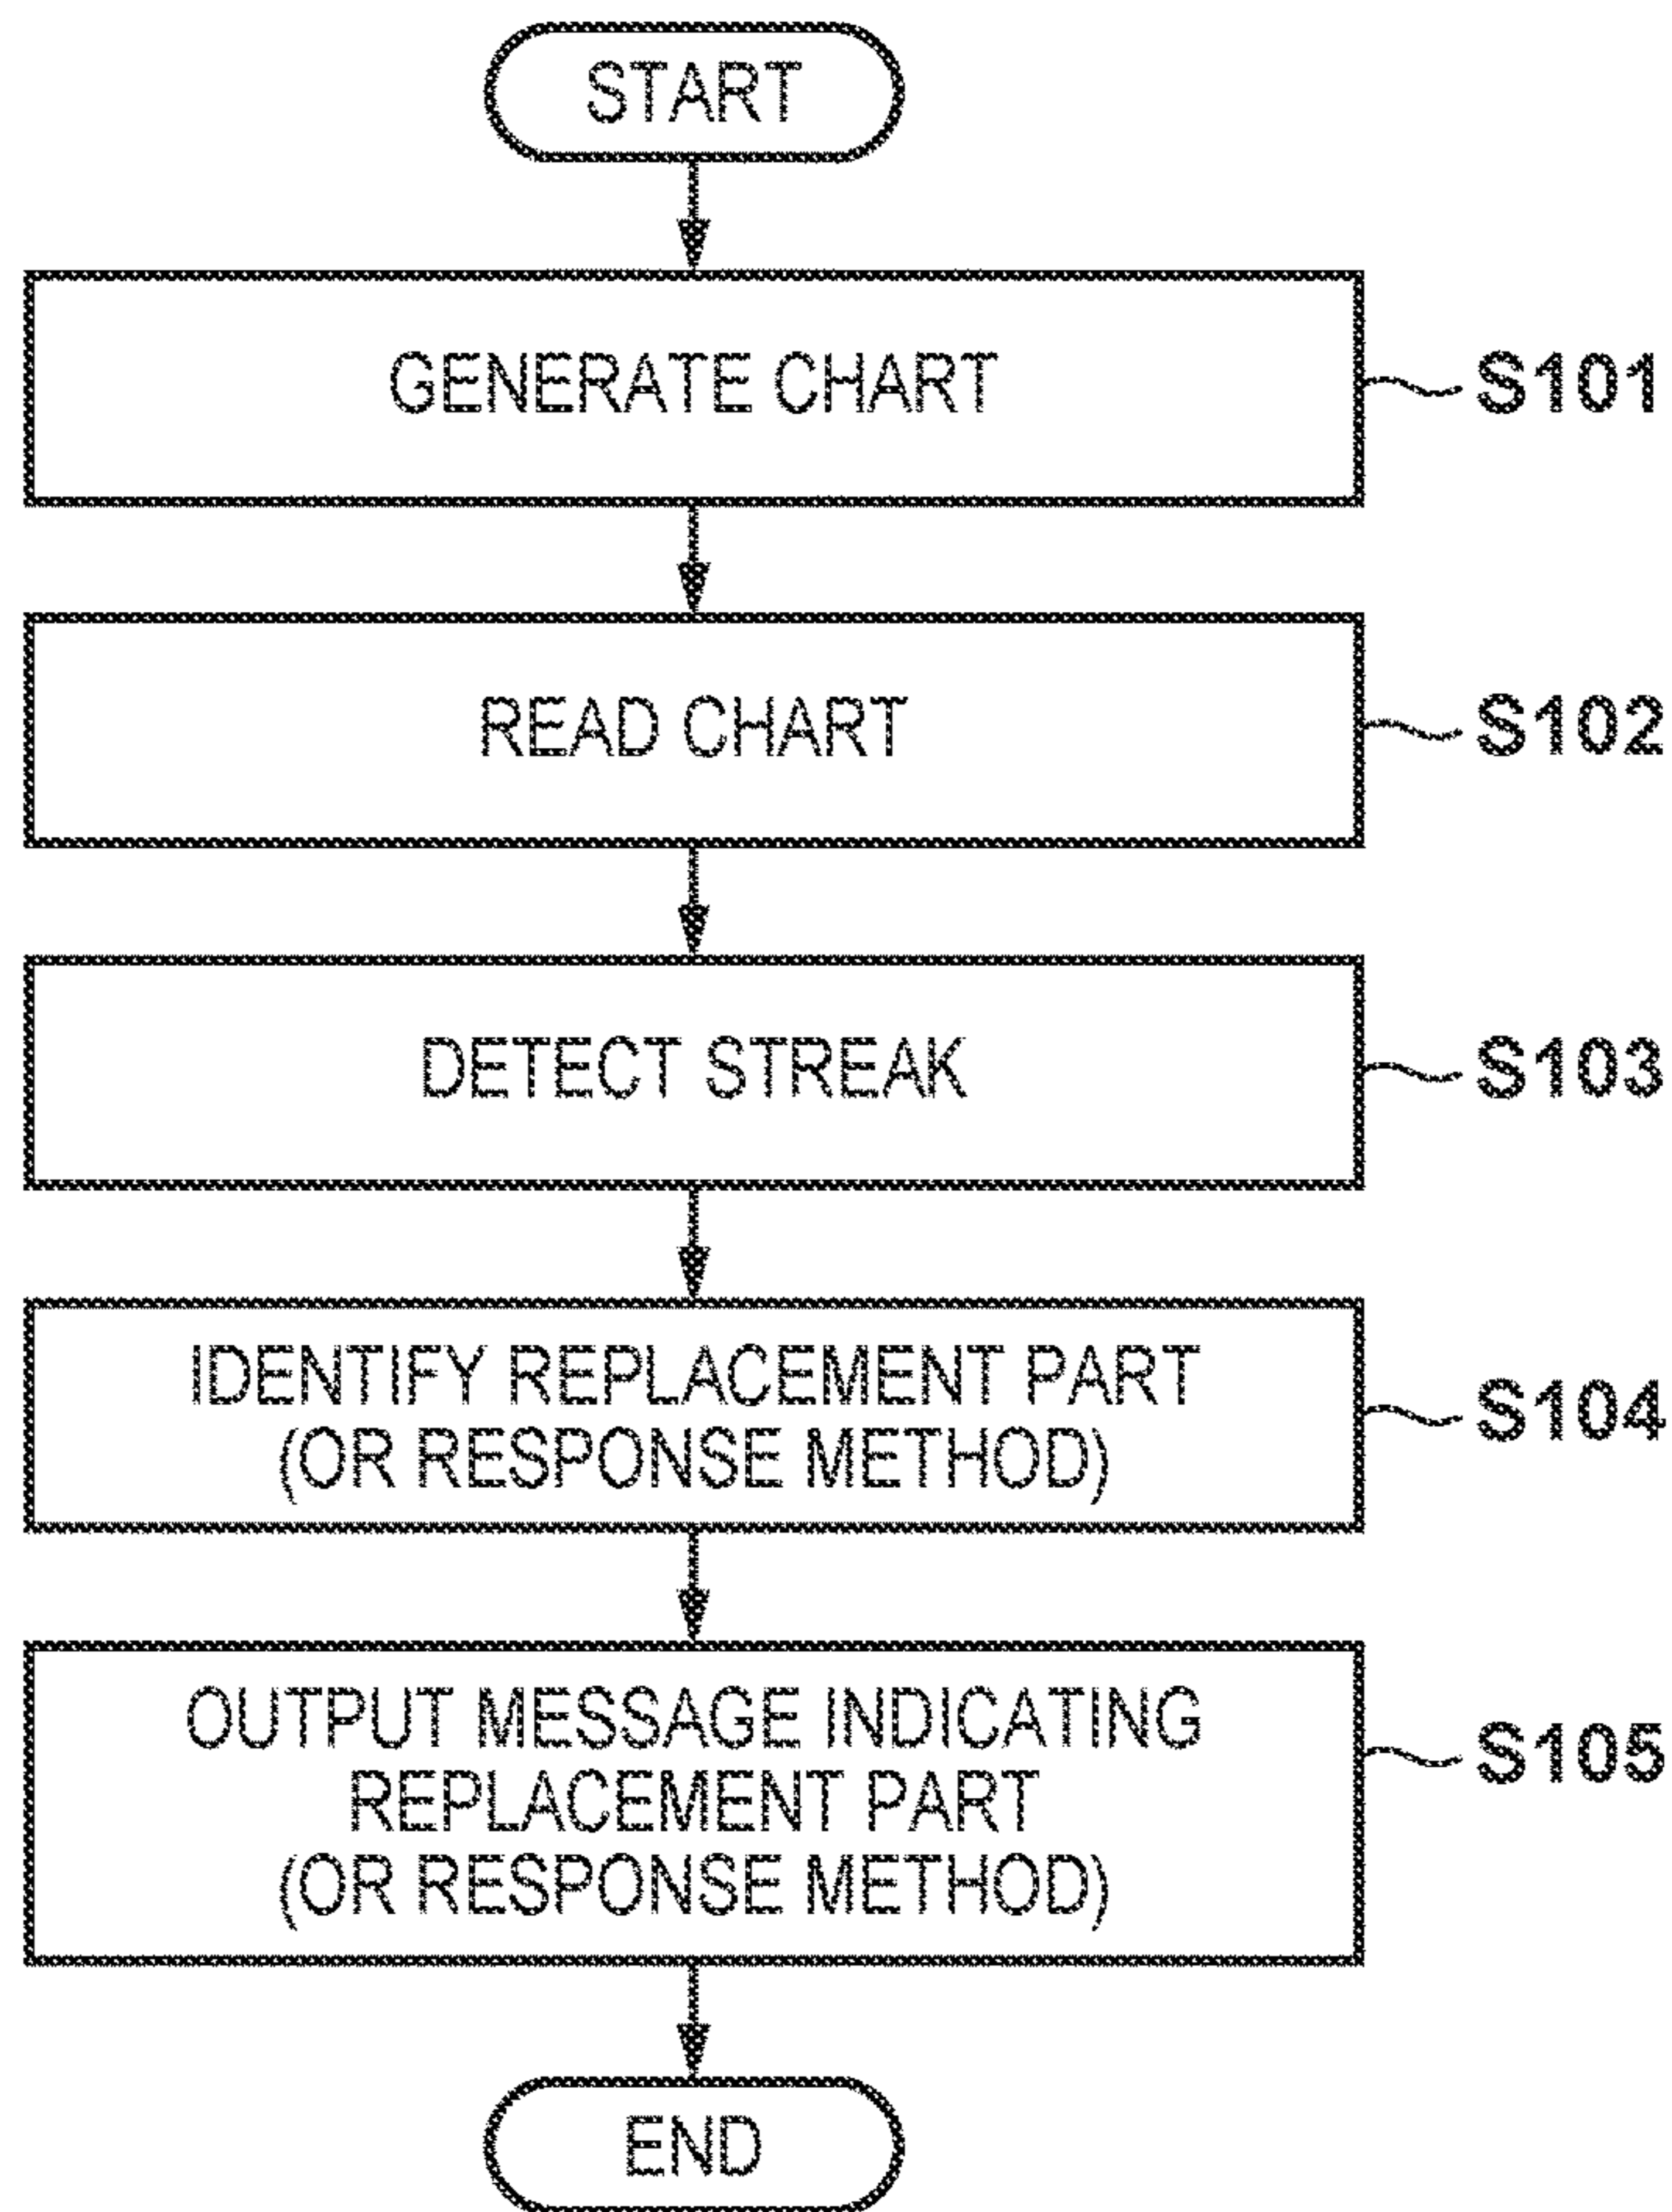 START
GENERATE CHART
S101
READ CHART
S102
DETECT STREAK
S103
IDENTIFY REPLACEMENT PART
(OR RESPONSE METHOD)
S104
OUTPUT MESSAGE INDICATING
REPLACEMENT PART
(OR RESPONSE METHOD)
S105
END